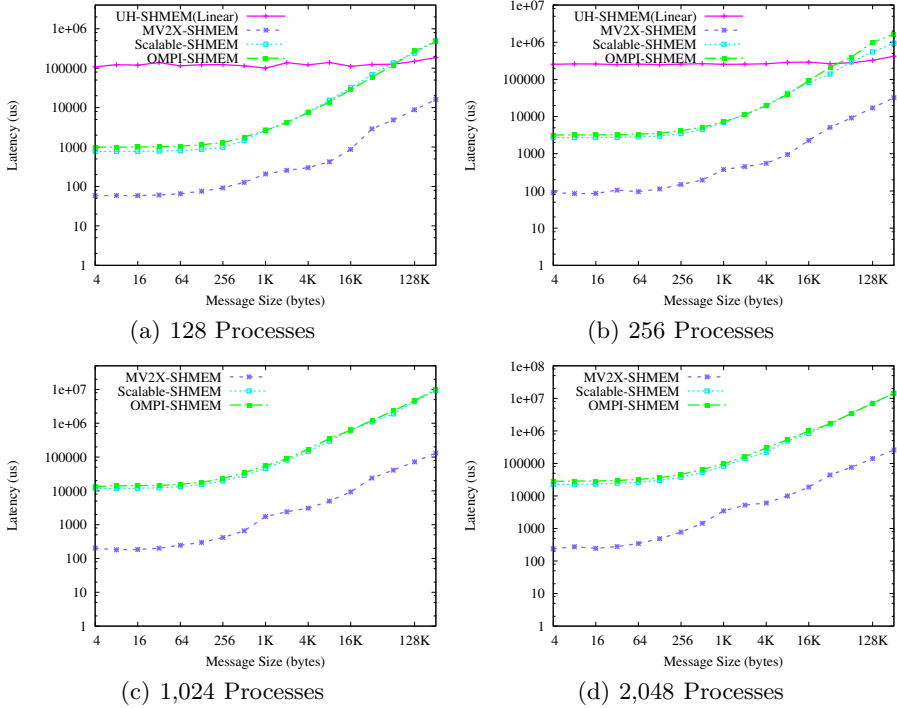 UH-SHMEM(Linear)
MV2X-SHMEM
Scalable-SHMEM
OMPI-SHMEM
Latency (us)
1e+06
100000
10000
1000
100
10
1
4 16 64 256 1K 4K 16K 128K
Message Size (bytes)
(a) 128 Processes
UH-SHMEM(Linear)
MV2X-SHMEM
Scalable-SHMEM
OMPI-SHMEM
Latency (us)
1e+07
1e+06
100000
10000
1000
100
10
1
4 16 64 256 1K 4K 16K 128K
Message Size (bytes)
(b) 256 Processes
MV2X-SHMEM
Scalable-SHMEM
OMPI-SHMEM
Latency (us)
1e+07
1e+06
100000
10000
1000
100
10
1
4 16 64 256 1K 4K 16K 128K
Message Size (bytes)
(c) 1,024 Processes
MV2X-SHMEM
Scalable-SHMEM
OMPI-SHMEM
Latency (us)
1e+08
1e+07
1e+06
100000
10000
1000
100
10
1
4 16 64 256 1K 4K 16K 128K
Message Size (bytes)
(d) 2,048 Processes